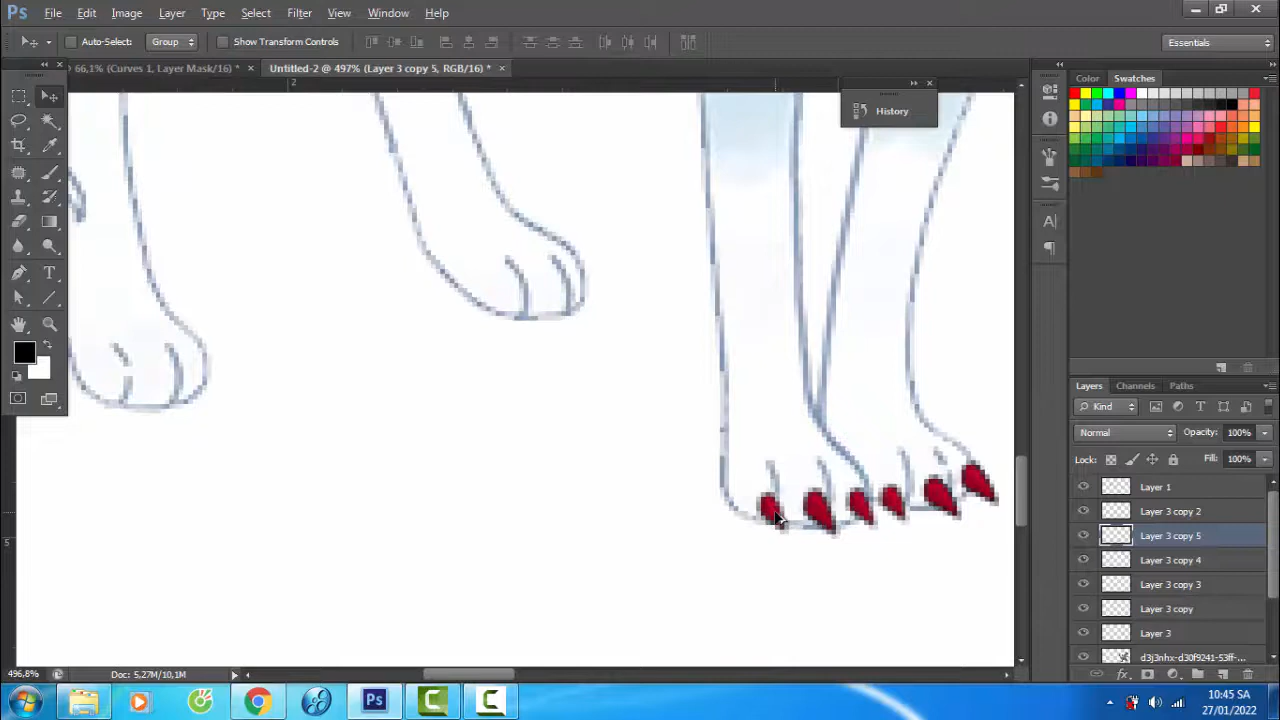 Ps File Edit Image Layer Type Select Filter View Window Help
Auto-Select: Group Show Transform Controls Essentials
66,1% (Curves 1, Layer Mask/16) * × Untitled-2 @ 497% (Layer 3 copy 5, RGB/16) * ×
2
History
Color Swatches
5
Layers Channels Paths
Kind
Normal Opacity: 100%
Lock: Fill: 100%
Layer 1
Layer 3 copy 2
Layer 3 copy 5
Layer 3 copy 4
Layer 3 copy 3
Layer 3 copy
Layer 3
d3j3nhx-d30f9241-53ff-...
496,8% Doc: 5,27M/10,1M
Ps
10:45 SA
27/01/2022